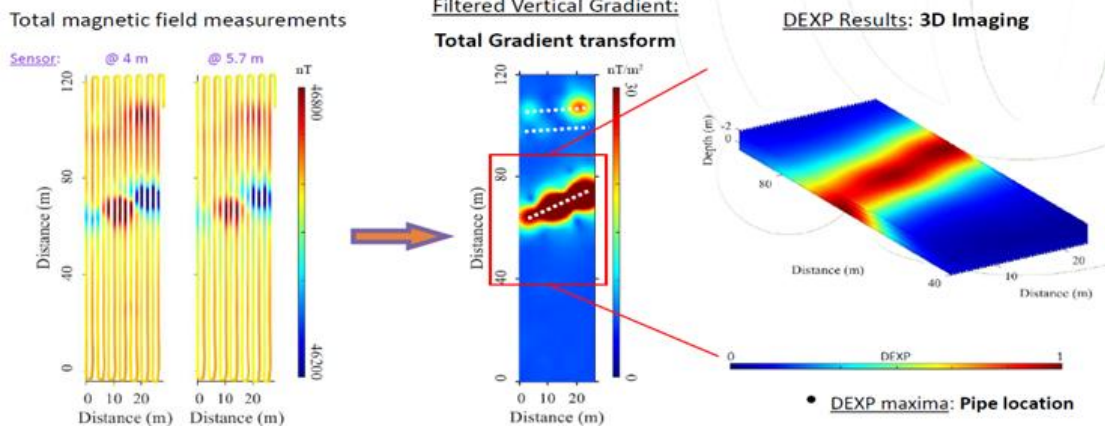 Total magnetic field measurements
Sensor: @ 4 m @ 5.7 m
nT
46800
46200
120
80
40
0
Distance (m)
0 10 20
0 10 20
Distance (m)
Distance (m)
Filtered Vertical Gradient:
Total Gradient transform
nT/m²
30
0
120
80
40
0
Distance (m)
0 20
Distance (m)
DEXP Results: 3D Imaging
Depth (m)
-2
0
80
40
Distance (m)
10
20
Distance (m)
0 DEXP 1
• DEXP maxima: Pipe location